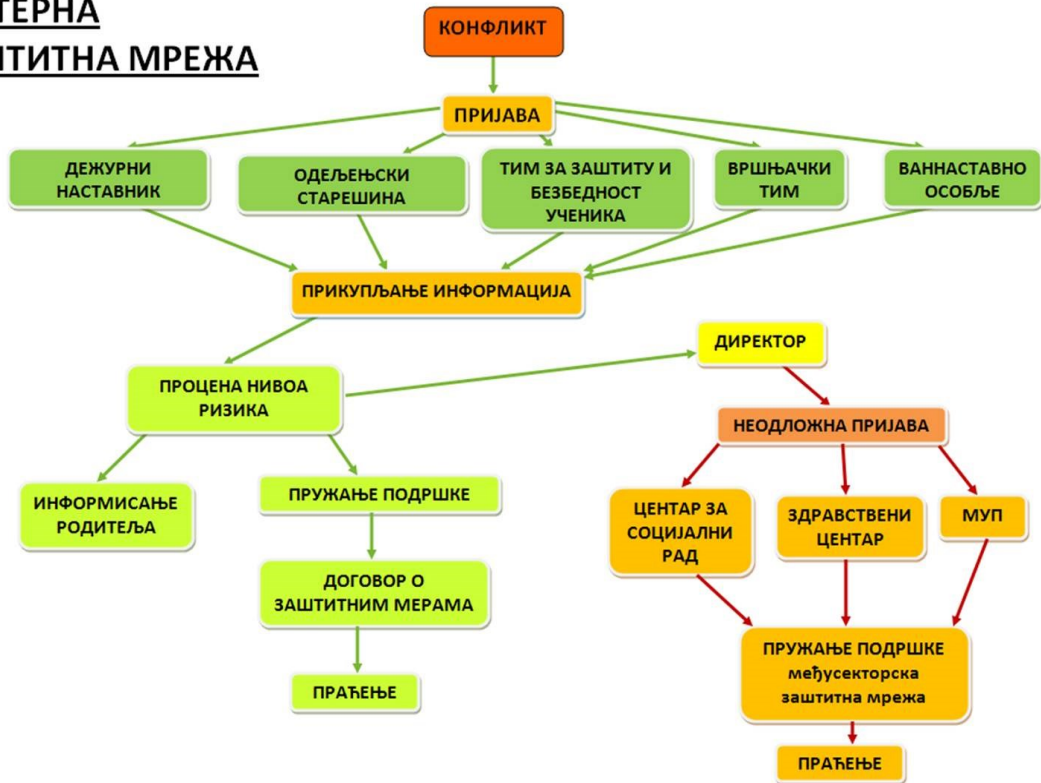 ТЕРНА
ТИТНА МРЕЖА
КОНФЛИКТ
ПРИЈАВА
ДЕЖУРНИ
НАСТАВНИК
ОДЕЉЕЊСКИ
СТАРЕШИНА
ТИМ ЗА ЗАШТИТУ И
БЕЗБЕДНОСТ
УЧЕНИКА
ВРШЊАЧКИ
ТИМ
ВАННАСТАВНО
ОСОБЉЕ
ПРИКУПЉАЊЕ ИНФОРМАЦИЈА
ПРОЦЕНА НИВОА
РИЗИКА
ИНФОРМИСАЊЕ
РОДИТЕЉА
ПРУЖАЊЕ ПОДРШКЕ
ДОГОВОР О
ЗАШТИТНИМ МЕРАМА
ПРАЋЕЊЕ
ДИРЕКТОР
НЕОДЛОЖНА ПРИЈАВА
ЦЕНТАР ЗА
СОЦИЈАЛНИ
РАД
ЗДРАВСТВЕНИ
ЦЕНТАР
МУП
ПРУЖАЊЕ ПОДРШКЕ
међусекторска
заштитна мрежа
ПРАЋЕЊЕ